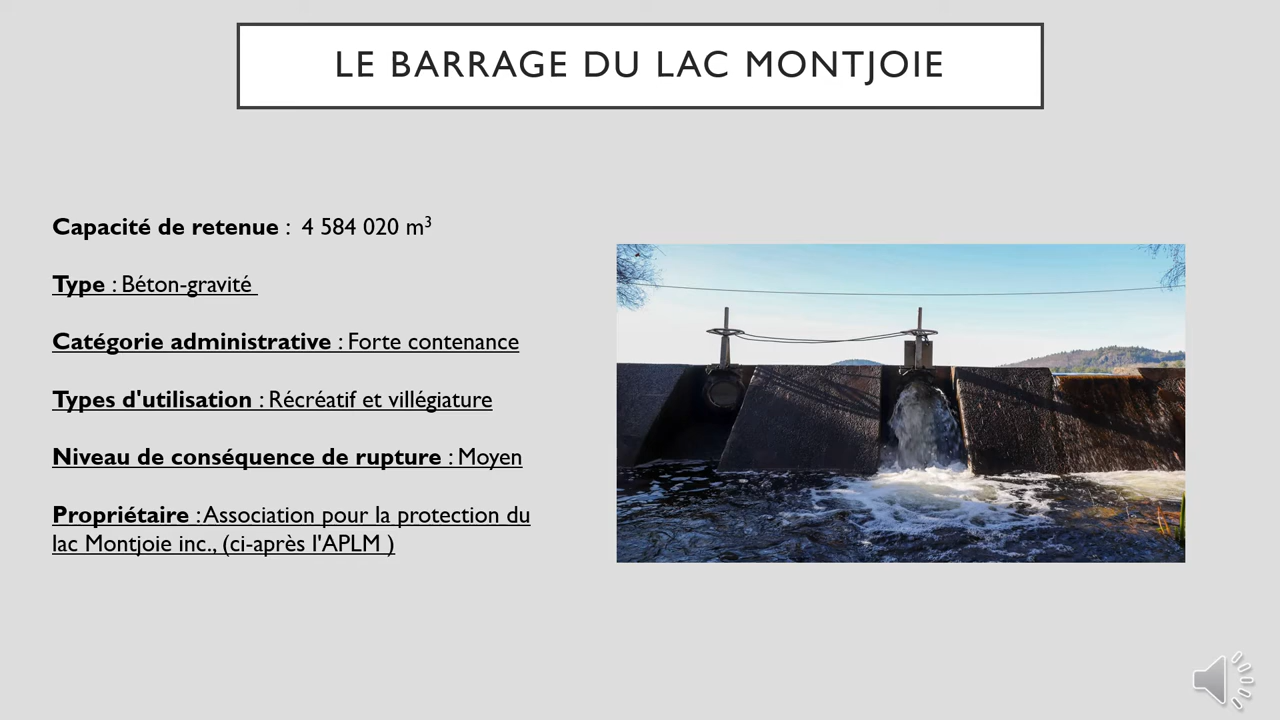 LE BARRAGE DU LAC MONTJOIE
Capacité de retenue : 4 584 020 m³
Type : Béton-gravité
Catégorie administrative : Forte contenance
Types d'utilisation : Récréatif et villégiature
Niveau de conséquence de rupture : Moyen
Propriétaire : Association pour la protection du
lac Montjoie inc., (ci-après l'APLM )